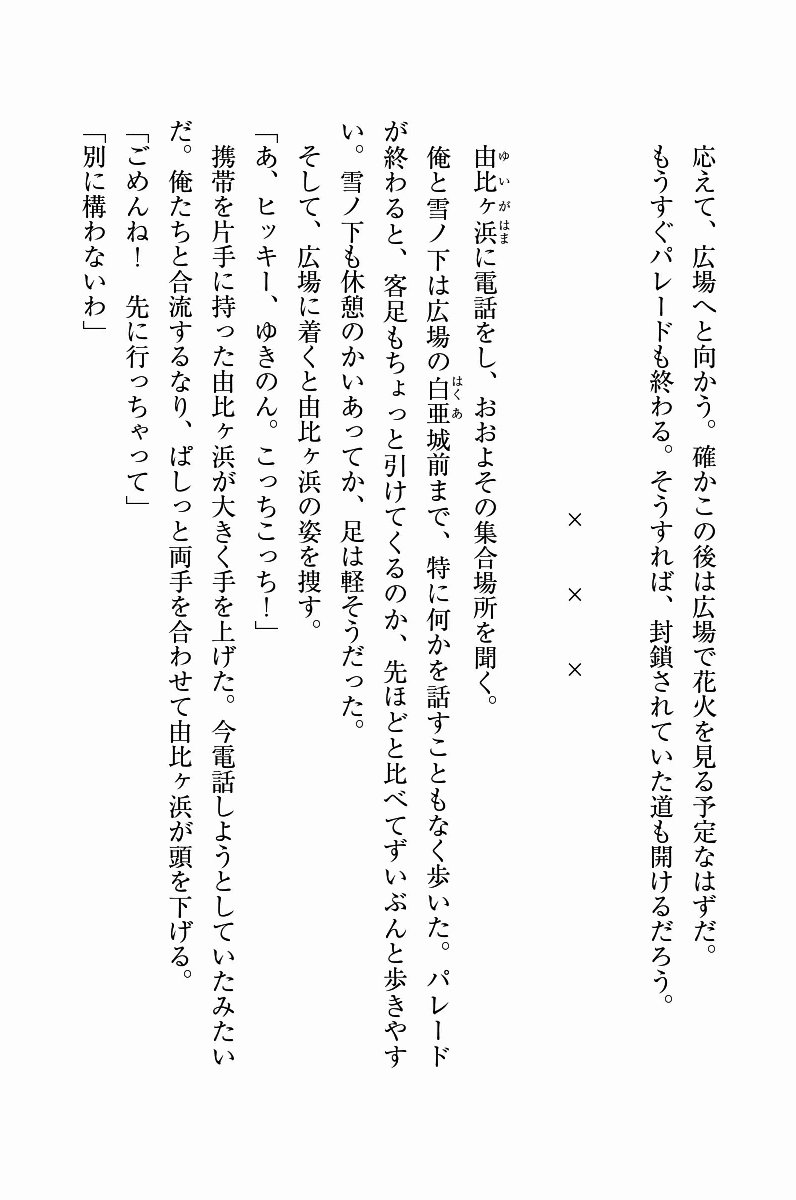 応えて、広場へと向かう。確かこの後は広場で花火を見る予定なはずだ。
もうすぐパレードも終わる。そうすれば、封鎖されていた道も開けるだろう。
×　×　×
由比ヶ浜に電話をし、おおよその集合場所を聞く。
俺と雪ノ下は広場の白亜城前まで、特に何かを話すこともなく歩いた。パレード
が終わると、客足もちょっと引けてくるのか、先ほどと比べてずいぶんと歩きやす
い。雪ノ下も休憩のかいあってか、足は軽そうだった。
そして、広場に着くと由比ヶ浜の姿を捜す。
「あ、ヒッキー、ゆきのん。こっちこっち！」
携帯を片手に持った由比ヶ浜が大きく手を上げた。今電話しようとしていたみたい
だ。俺たちと合流するなり、ぱしっと両手を合わせて由比ヶ浜が頭を下げる。
「ごめんね！　先に行っちゃって」
「別に構わないわ」